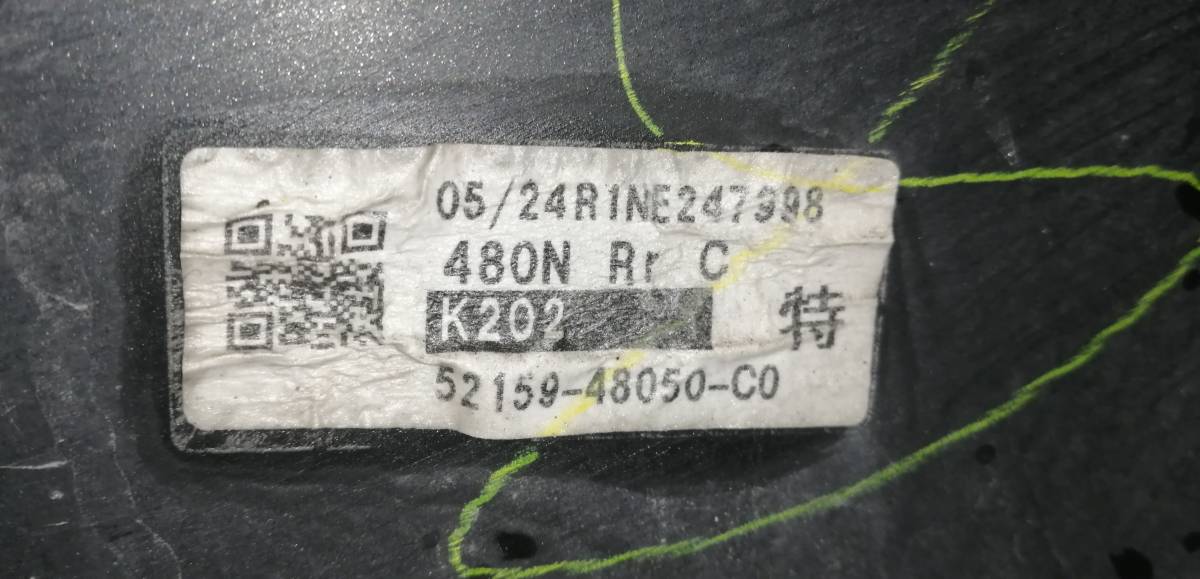 05/24R1NE247998
480N Rr C
K202
特
52159-48050-C0